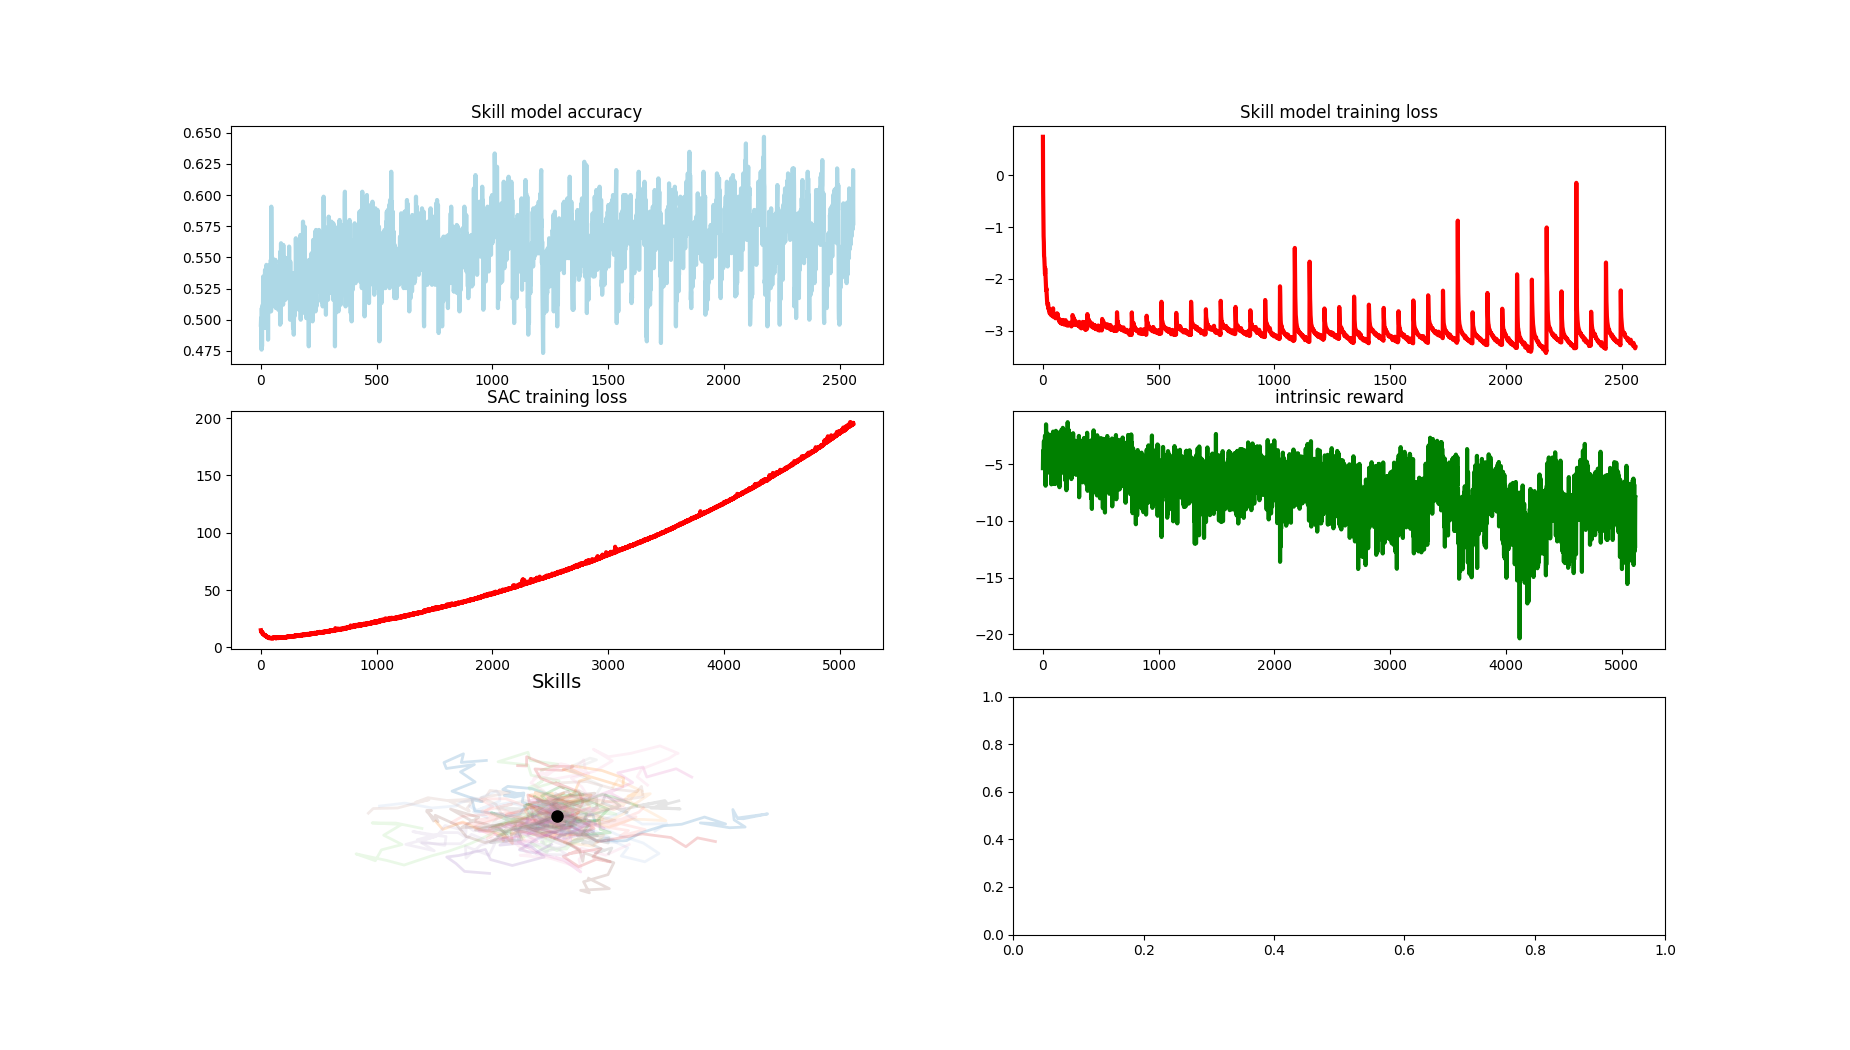 Skill model accuracy
0.650
0.625
0.600
0.575
0.550
0.525
0.500
0.475
0 500 1000 1500 2000 2500
Skill model training loss
0
−1
−2
−3
0 500 1000 1500 2000 2500
SAC training loss
200
150
100
50
0
0 1000 2000 3000 4000 5000
intrinsic reward
−5
−10
−15
−20
0 1000 2000 3000 4000 5000
Skills
1.0
0.8
0.6
0.4
0.2
0.0
0.0 0.2 0.4 0.6 0.8 1.0